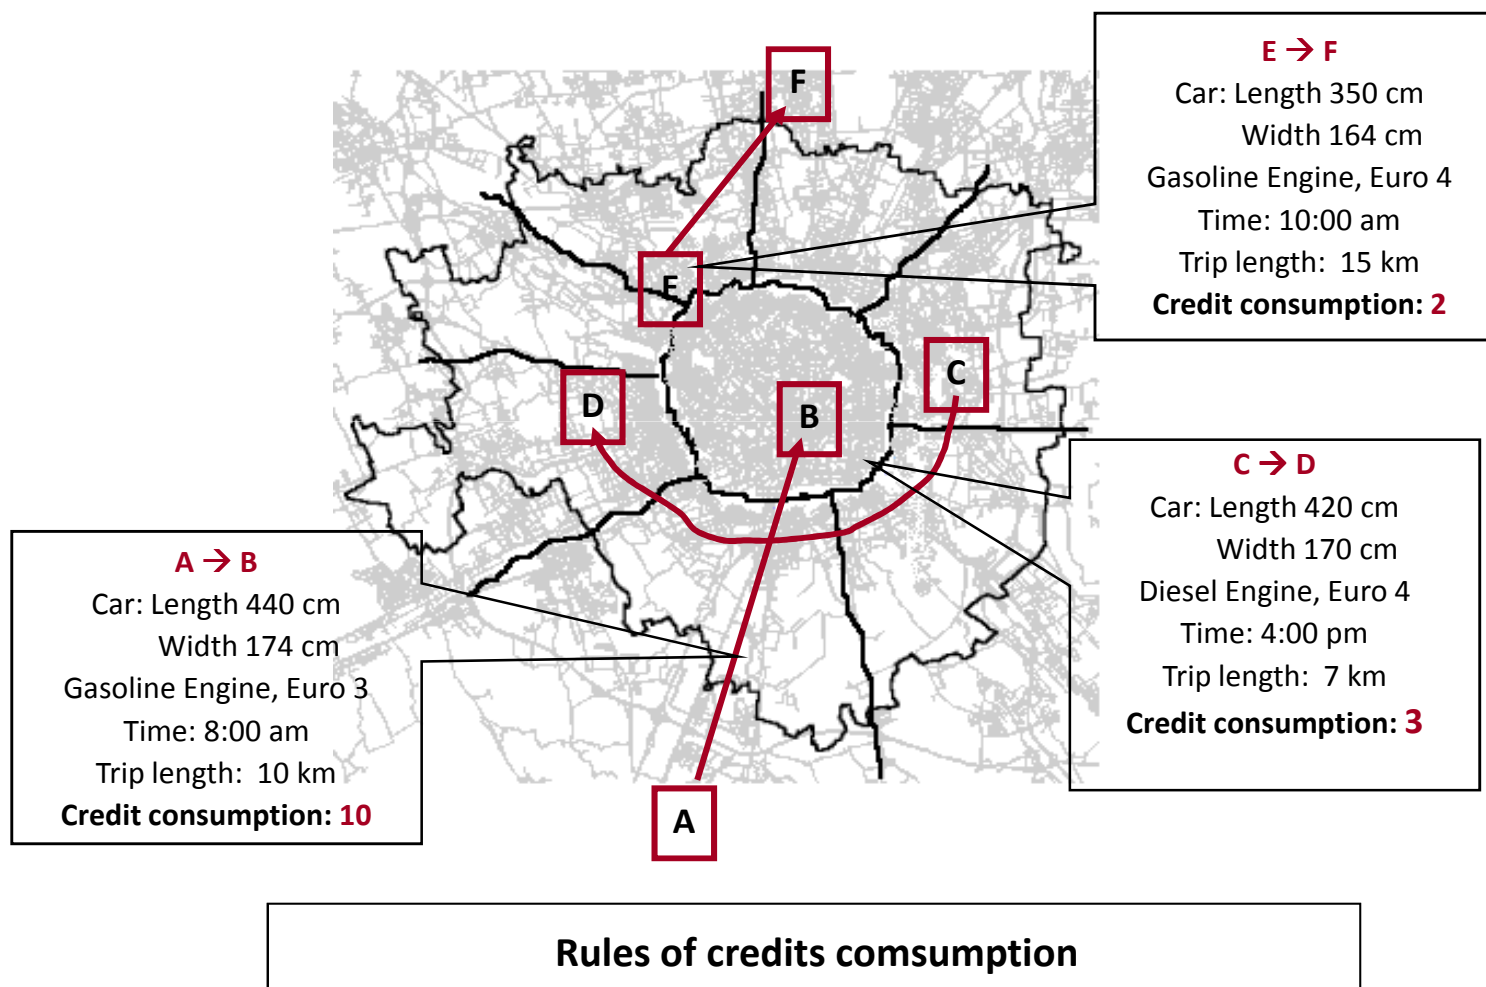 F
E → F
Car: Length 350 cm
Width 164 cm
Gasoline Engine, Euro 4
Time: 10:00 am
Trip length: 15 km
Credit consumption: 2
E
C
D
B
C → D
Car: Length 420 cm
Width 170 cm
Diesel Engine, Euro 4
Time: 4:00 pm
Trip length: 7 km
Credit consumption: 3
A → B
Car: Length 440 cm
Width 174 cm
Gasoline Engine, Euro 3
Time: 8:00 am
Trip length: 10 km
Credit consumption: 10
A
Rules of credits comsumption